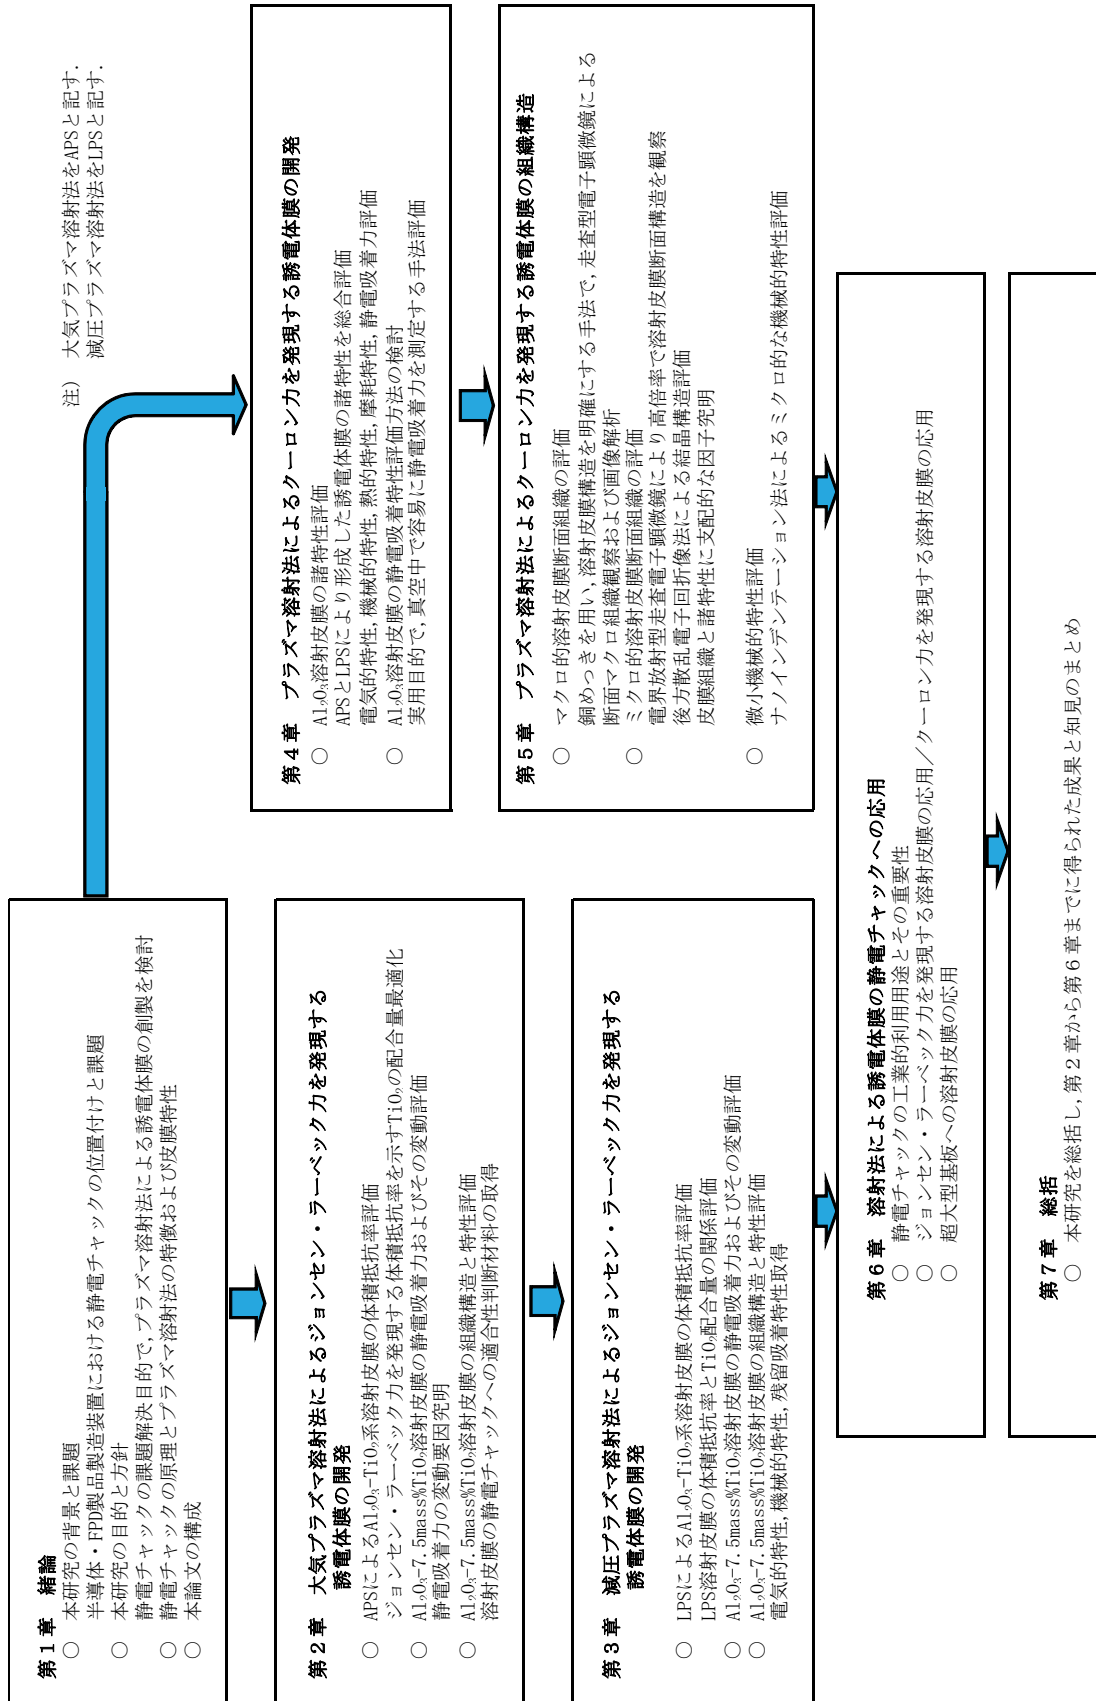 第１章　緒論
○　本研究の背景と課題
半導体・FPD製品製造装置における静電チャックの位置付けと課題
○　本研究の目的と方針
静電チャックの課題解決目的で,プラズマ溶射法による誘電体膜の創製を検討
○　静電チャックの原理とプラズマ溶射法の特徴および皮膜特性
○　本論文の構成
第２章　大気プラズマ溶射法によるジョンセン・ラーベック力を発現する
誘電体膜の開発
○　APSによるAl₂O₃-TiO₂系溶射皮膜の体積抵抗率評価
ジョンセン・ラーベック力を発現する体積抵抗率を示すTiO₂の配合量最適化
○　Al₂O₃-7.5mass%TiO₂溶射皮膜の静電吸着力およびその変動評価
静電吸着力の変動要因究明
○　Al₂O₃-7.5mass%TiO₂溶射皮膜の組織構造と特性評価
溶射皮膜の静電チャックへの適合性判断材料の取得
第３章　減圧プラズマ溶射法によるジョンセン・ラーベック力を発現する
誘電体膜の開発
○　LPSによるAl₂O₃-TiO₂系溶射皮膜の体積抵抗率評価
LPS溶射皮膜の体積抵抗率とTiO₂配合量の関係評価
○　Al₂O₃-7.5mass%TiO₂溶射皮膜の静電吸着力およびその変動評価
○　Al₂O₃-7.5mass%TiO₂溶射皮膜の組織構造と特性評価
電気的特性,機械的特性,残留吸着特性取得
注）　大気プラズマ溶射法をAPSと記す.
減圧プラズマ溶射法をLPSと記す.
第４章　プラズマ溶射法によるクーロン力を発現する誘電体膜の開発
○　Al₂O₃溶射皮膜の諸特性評価
APSとLPSにより形成した誘電体膜の諸特性を総合評価
電気的特性,機械的特性,熱的特性,摩耗特性,静電吸着力評価
○　Al₂O₃溶射皮膜の静電吸着特性評価方法の検討
実用目的で,真空中で容易に静電吸着力を測定する手法評価
第５章　プラズマ溶射法によるクーロン力を発現する誘電体膜の組織構造
○　マクロ的溶射皮膜断面組織の評価
銅めっきを用い,溶射皮膜構造を明確にする手法で,走査型電子顕微鏡による
断面マクロ組織観察および画像解析
○　ミクロ的溶射皮膜断面組織の評価
電界放射型走査電子顕微鏡により高倍率で溶射皮膜断面構造を観察
後方散乱電子回折像法による結晶構造評価
皮膜組織と諸特性に支配的な因子究明
○　微小機械的特性評価
ナノインデンテーション法によるミクロ的な機械的特性評価
第６章　溶射法による誘電体膜の静電チャックへの応用
○　静電チャックの工業的利用用途とその重要性
○　ジョンセン・ラーベック力を発現する溶射皮膜の応用／クーロン力を発現する溶射皮膜の応用
○　超大型基板への溶射皮膜の応用
第７章　総括
○　本研究を総括し,第２章から第６章までに得られた成果と知見のまとめ